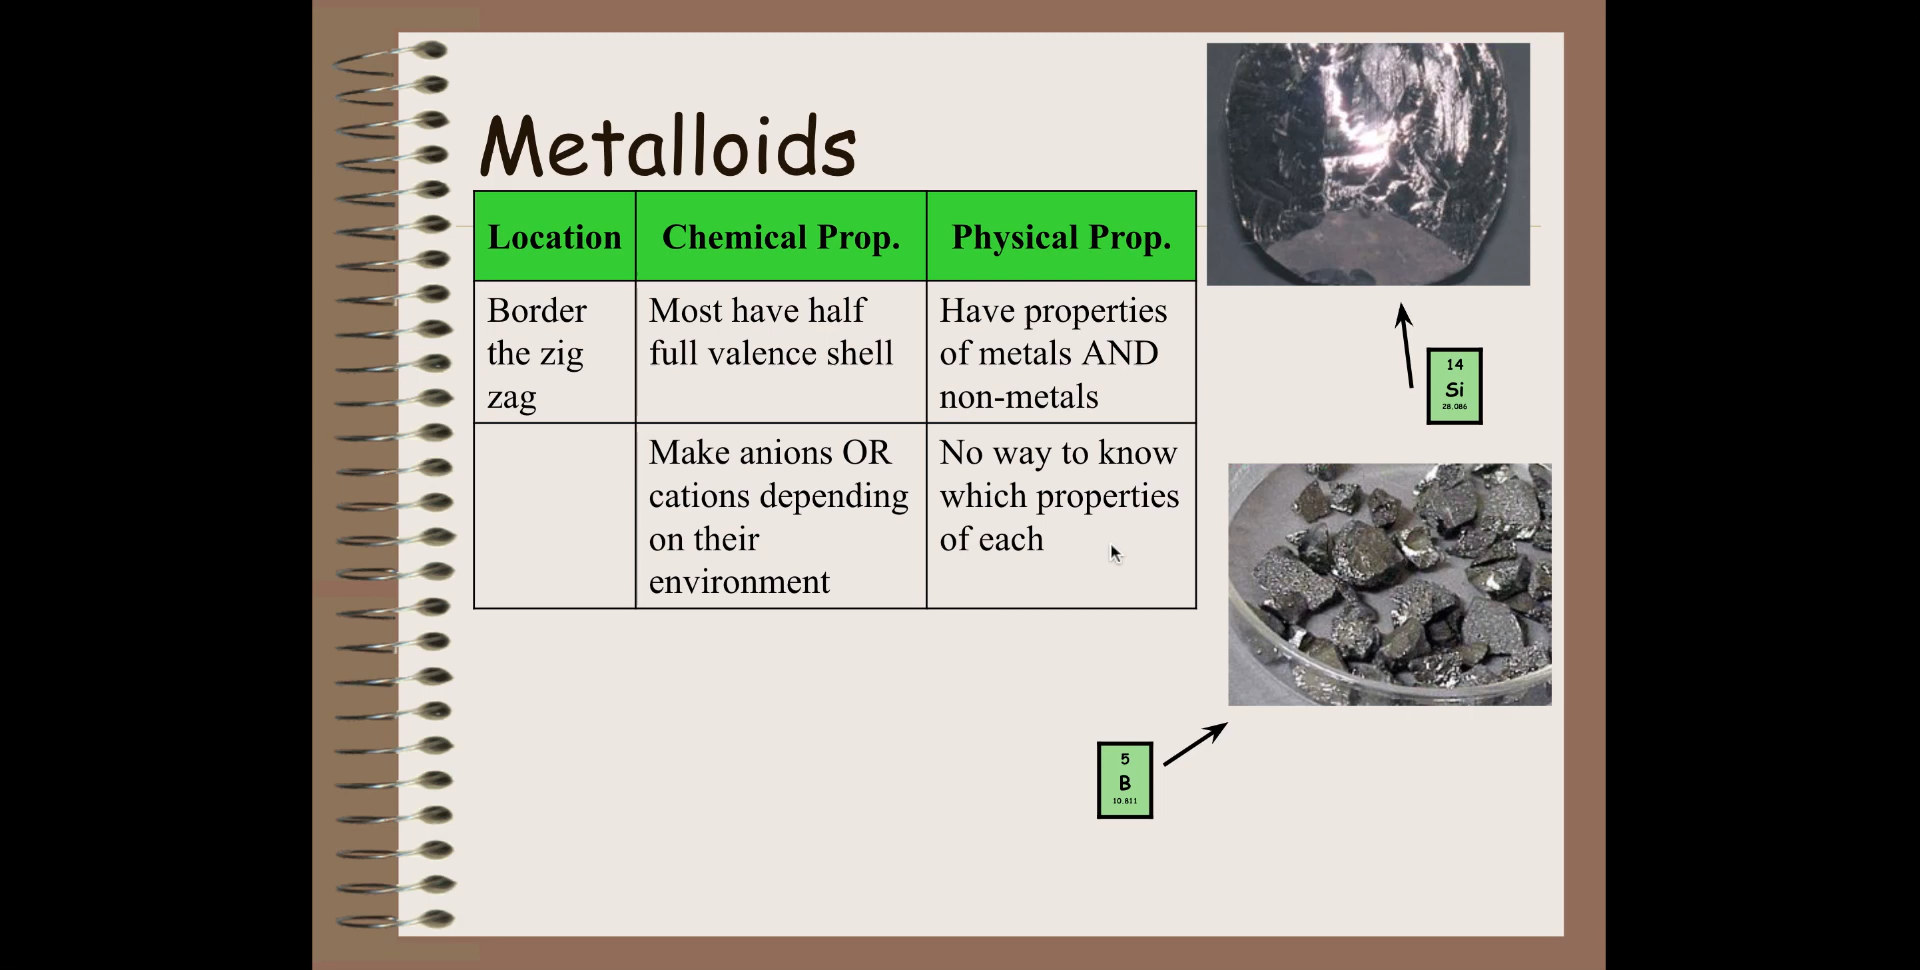 Metalloids
Location
Chemical Prop.
Physical Prop.
Border
the zig
zag
Most have half
full valence shell
Have properties
of metals AND
non-metals
Make anions OR
cations depending
on their
environment
No way to know
which properties
of each
14
Si
28.086
5
B
10.811